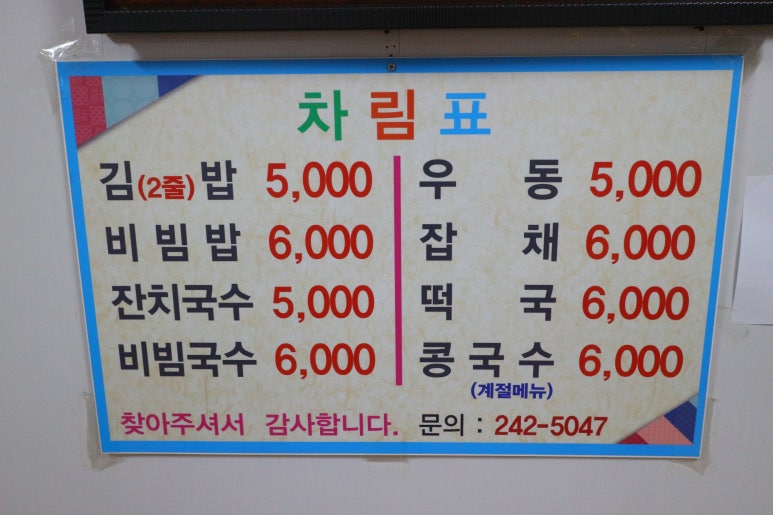 차림표
김(2줄)밥 5,000
비빔밥 6,000
잔치국수 5,000
비빔국수 6,000
우동 5,000
잡채 6,000
떡국 6,000
콩국수 6,000
(계절메뉴)
찾아주셔서 감사합니다. 문의 : 242-5047